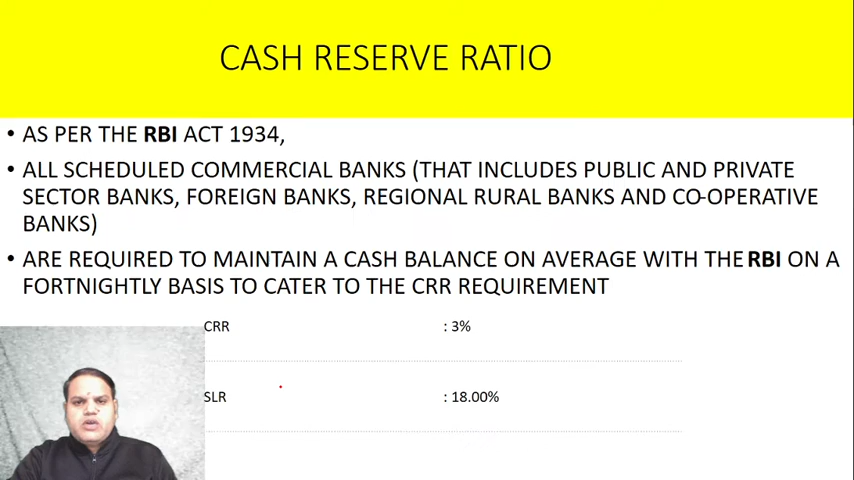 CASH RESERVE RATIO
• AS PER THE RBI ACT 1934,
• ALL SCHEDULED COMMERCIAL BANKS (THAT INCLUDES PUBLIC AND PRIVATE
SECTOR BANKS, FOREIGN BANKS, REGIONAL RURAL BANKS AND CO-OPERATIVE
BANKS)
• ARE REQUIRED TO MAINTAIN A CASH BALANCE ON AVERAGE WITH THE RBI ON A
FORTNIGHTLY BASIS TO CATER TO THE CRR REQUIREMENT
CRR : 3%
SLR : 18.00%